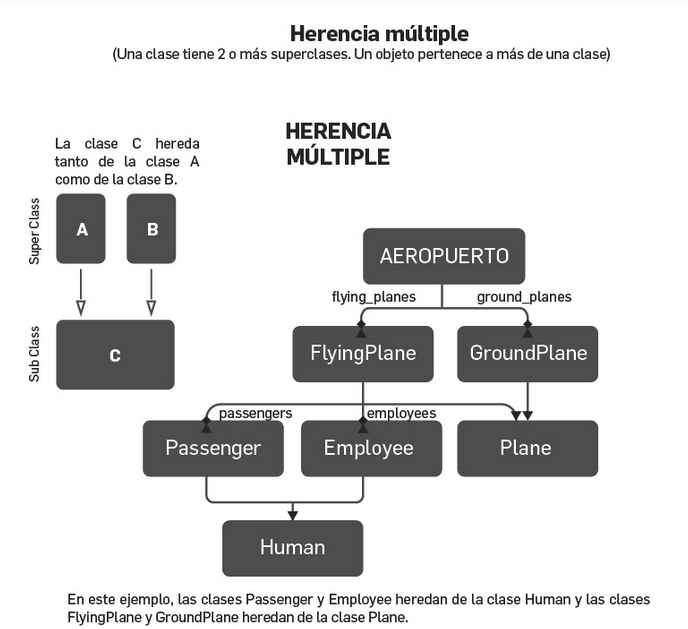 Herencia múltiple
(Una clase tiene 2 o más superclases. Un objeto pertenece a más de una clase)
HERENCIA
MÚLTIPLE
La clase C hereda
tanto de la clase A
como de la clase B.
Super Class
A
B
Sub Class
C
AEROPUERTO
flying_planes
ground_planes
FlyingPlane
GroundPlane
passengers
employees
Passenger
Employee
Plane
Human
En este ejemplo, las clases Passenger y Employee heredan de la clase Human y las clases
FlyingPlane y GroundPlane heredan de la clase Plane.